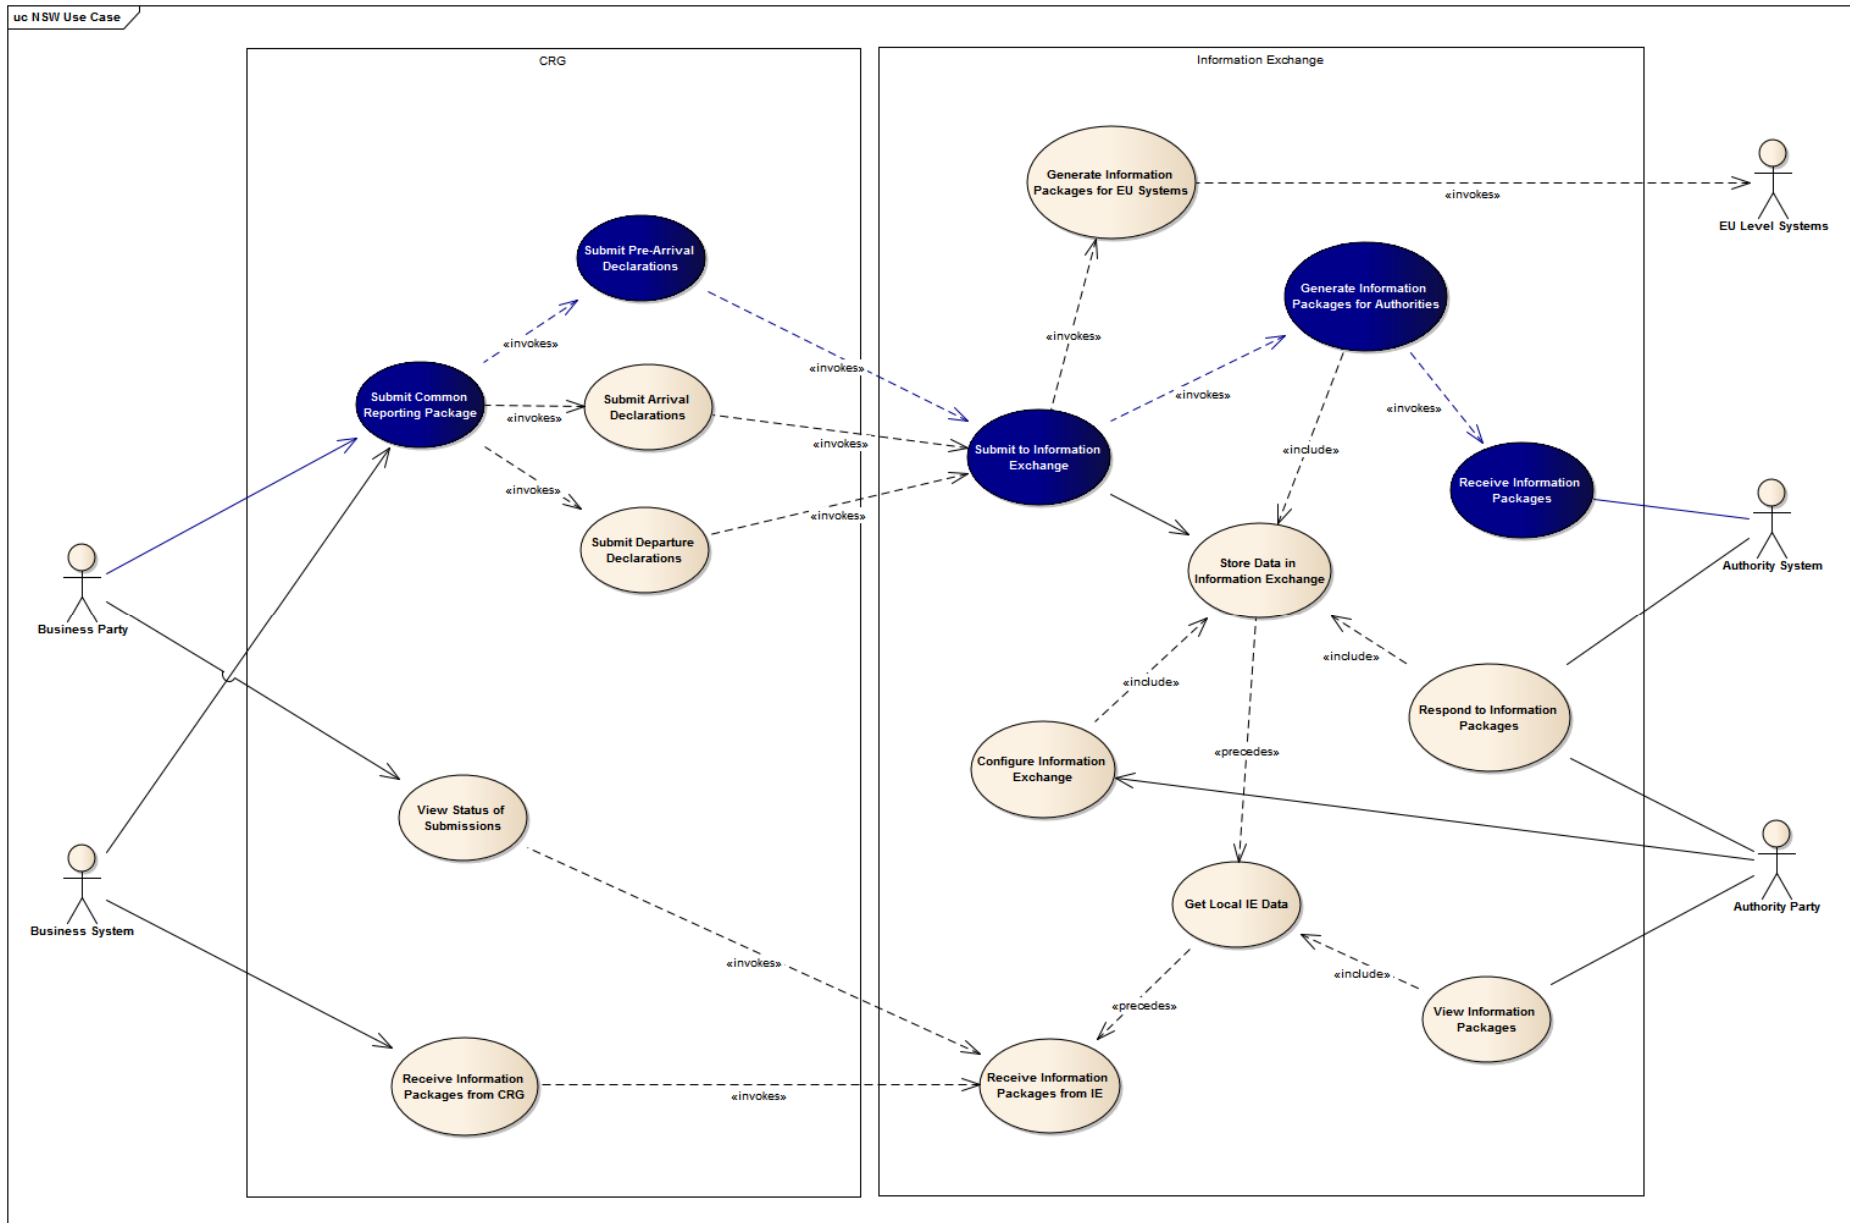 uc NSW Use Case
CRG
Information Exchange
Generate Information
Packages for EU Systems
«invokes»
EU Level Systems
Submit Pre-Arrival
Declarations
Generate Information
Packages for Authorities
«invokes»
«invokes»
«invokes»
«invokes»
«invokes»
Submit Common
Reporting Package
Submit Arrival
Declarations
«invokes»
«invokes»
Submit to Information
Exchange
«include»
Receive Information
Packages
«invokes»
«invokes»
Submit Departure
Declarations
Store Data in
Information Exchange
Authority System
Business Party
«include»
«include»
Respond to Information
Packages
«precedes»
Configure Information
Exchange
View Status of
Submissions
Get Local IE Data
Authority Party
Business System
«invokes»
«include»
«precedes»
View Information
Packages
Receive Information
Packages from CRG
«invokes»
Receive Information
Packages from IE